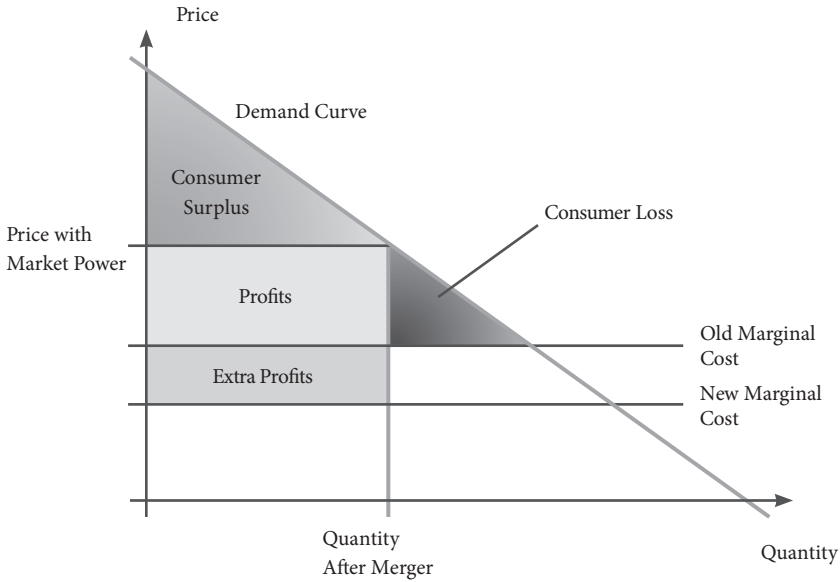 Price
Demand Curve
Consumer
Surplus
Consumer Loss
Price with
Market Power
Profits
Old Marginal
Cost
Extra Profits
New Marginal
Cost
Quantity
After Merger
Quantity